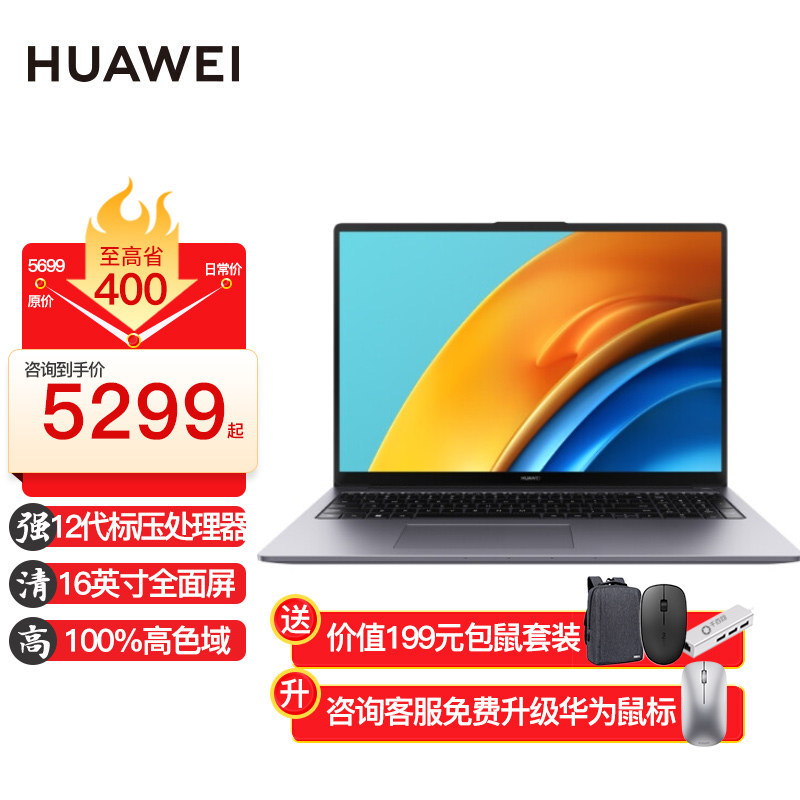 HUAWEI
至高省
400
5699
原价
日常价
咨询到手价
5299起
HUAWEI
强 12代标压处理器
清 16英寸全面屏
高 100%高色域
送 价值199元包鼠套装
升 咨询客服免费升级华为鼠标